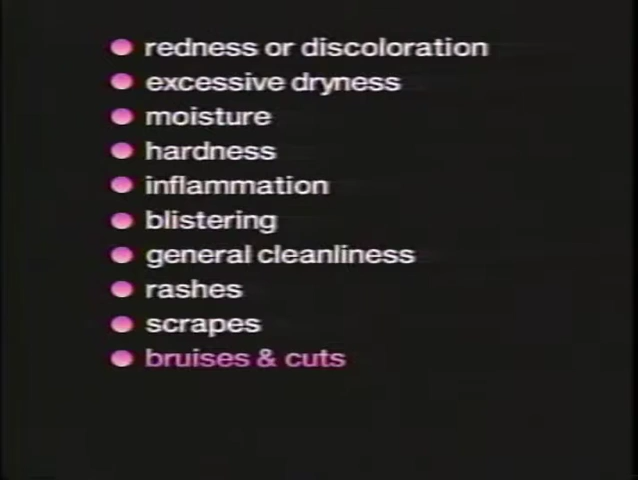 redness or discoloration
excessive dryness
moisture
hardness
inflammation
blistering
general cleanliness
rashes
scrapes
bruises & cuts